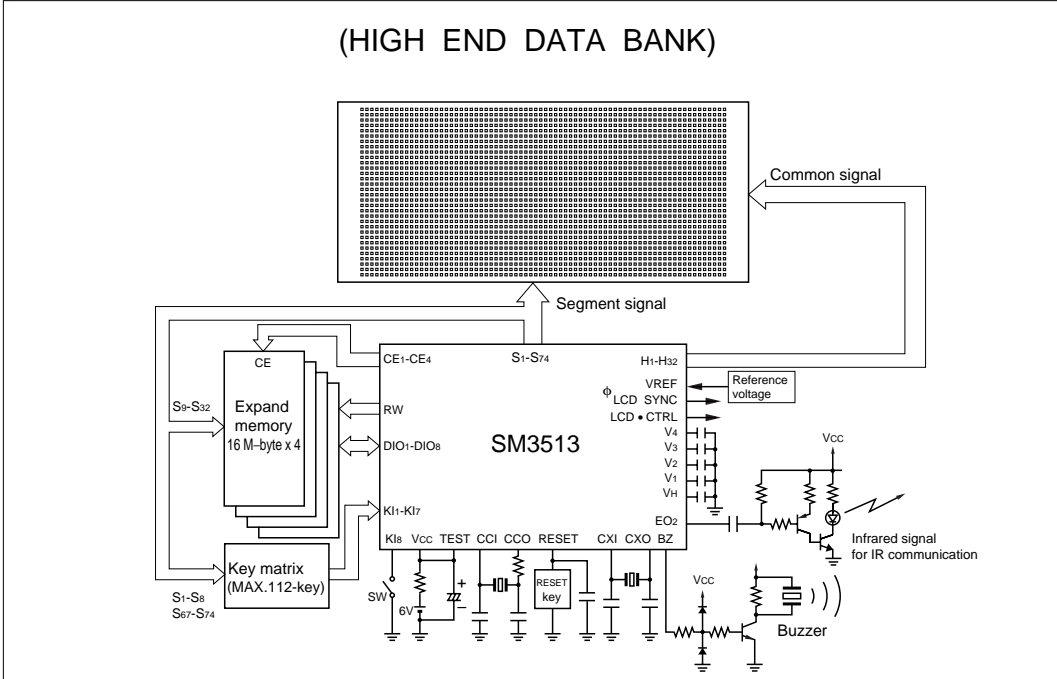 (HIGH END DATA BANK)
Common signal
Segment signal
CE
CE1-CE4
S1-S74
H1-H32
VREF
Reference
voltage
ϕ
LCD SYNC
LCD • CTRL
S9-S32
Expand
memory
16 M–byte x 4
RW
DIO1-DIO8
SM3513
V4
V3
V2
V1
VH
VCC
KI1-KI7
EO2
Infrared signal
for IR communication
KI8
VCC
TEST
CCI
CCO
RESET
CXI
CXO
BZ
Key matrix
(MAX.112-key)
S1-S8
S67-S74
SW
6V
+
–
RESET
key
VCC
Buzzer